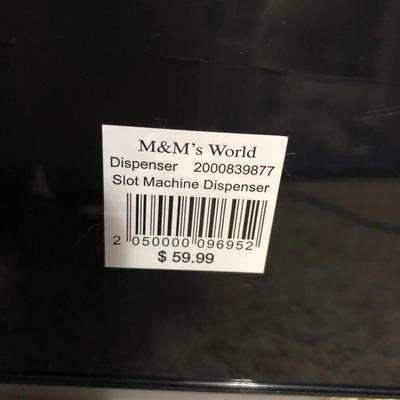 M&M's World
Dispenser 2000839877
Slot Machine Dispenser
2 050000 096952
$ 59.99